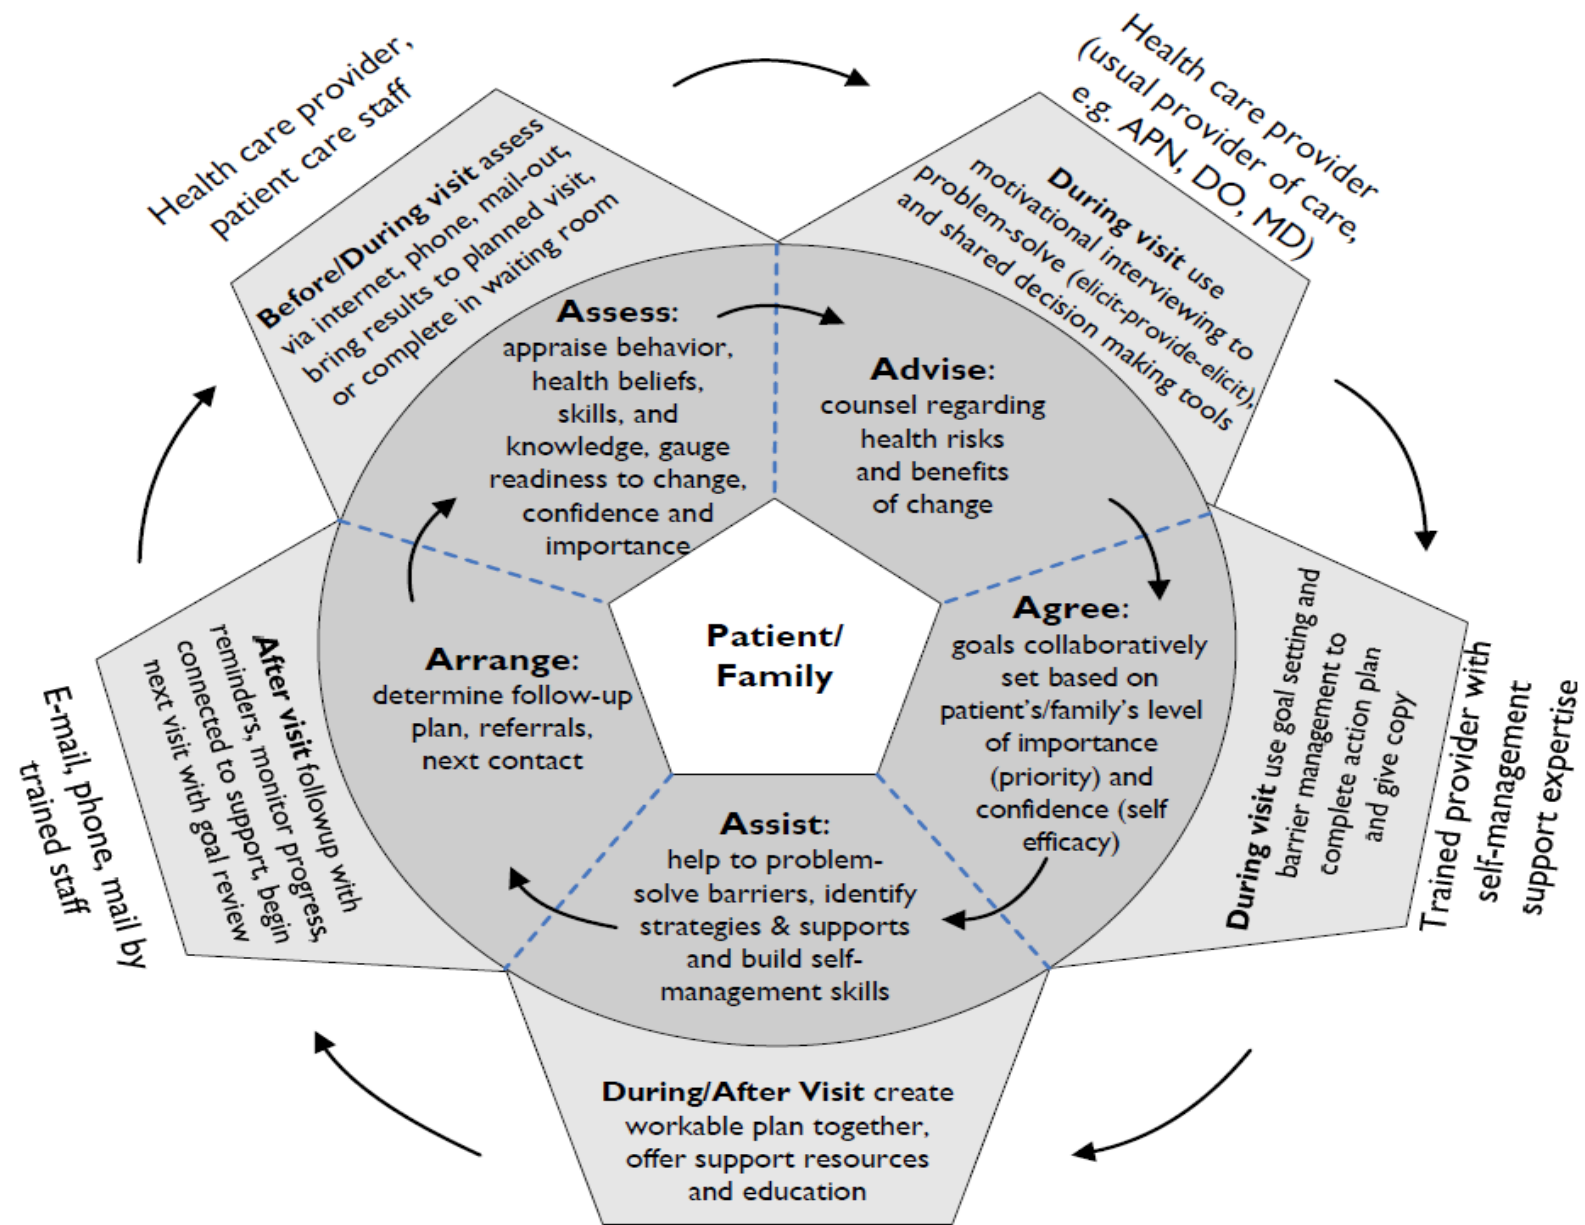 Health care provider,
patient care staff
Before/During visit assess
via internet, phone, mail-out,
bring results to planned visit,
or complete in waiting room
Health care provider
(usual provider of care,
e.g. APN, DO, MD)
During visit use
motivational interviewing to
problem-solve (elicit-provide-elicit),
and shared decision making tools
Assess:
appraise behavior,
health beliefs,
skills, and
knowledge, gauge
readiness to change,
confidence and
importance
Advise:
counsel regarding
health risks
and benefits
of change
Agree:
goals collaboratively
set based on
patient's/family's level
of importance
(priority) and
confidence (self
efficacy)
During visit use goal setting and
barrier management to
complete action plan
and give copy
Trained provider with
self-management
support expertise
Patient/
Family
Assist:
help to problem-
solve barriers, identify
strategies & supports
and build self-
management skills
During/After Visit create
workable plan together,
offer support resources
and education
Arrange:
determine follow-up
plan, referrals,
next contact
After visit followup with
reminders, monitor progress,
connected to support, begin
next visit with goal review
E-mail, phone, mail by
trained staff